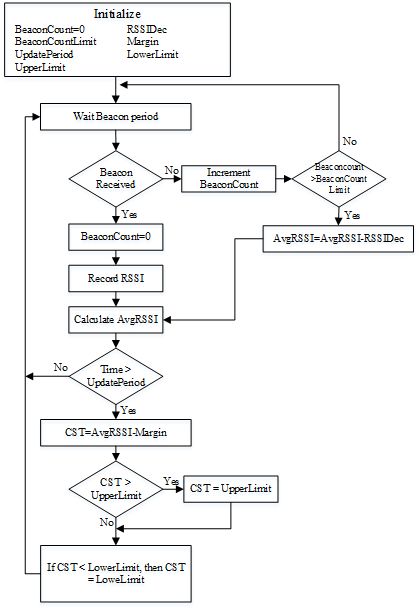 Initialize
BeaconCount=0 RSSIDec
BeaconCountLimit Margin
UpdatePeriod LowerLimit
UpperLimit
Wait Beacon period
No
Beacon
Received
No
Increment
BeaconCount
Beaconcount
>BeaconCount
Limit
Yes
Yes
BeaconCount=0
AvgRSSI=AvgRSSI-RSSIDec
Record RSSI
Calculate AvgRSSI
No
Time >
UpdatePeriod
Yes
CST=AvgRSSI-Margin
CST >
UpperLimit
Yes
CST = UpperLimit
No
If CST < LowerLimit, then CST
= LoweLimit